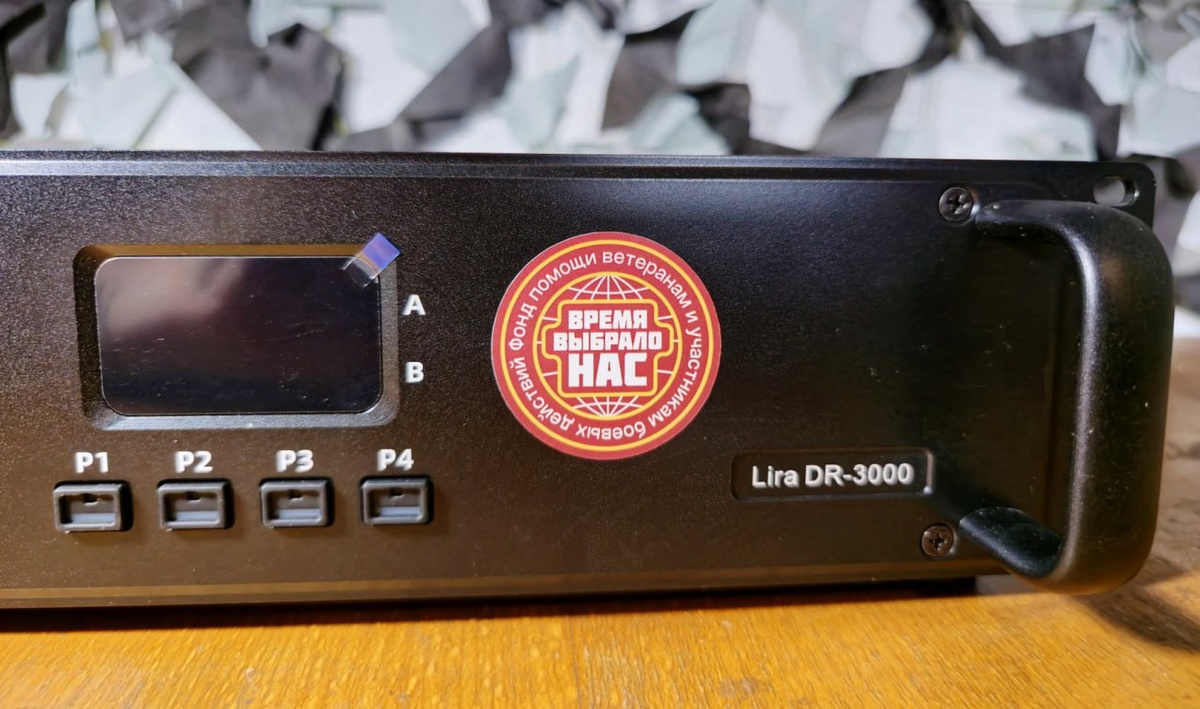 A
B
P1 P2 P3 P4
Фонд помощи ветеранам и участникам боевых действий
ВРЕМЯ
ВЫБРАЛО
НАС
Lira DR-3000